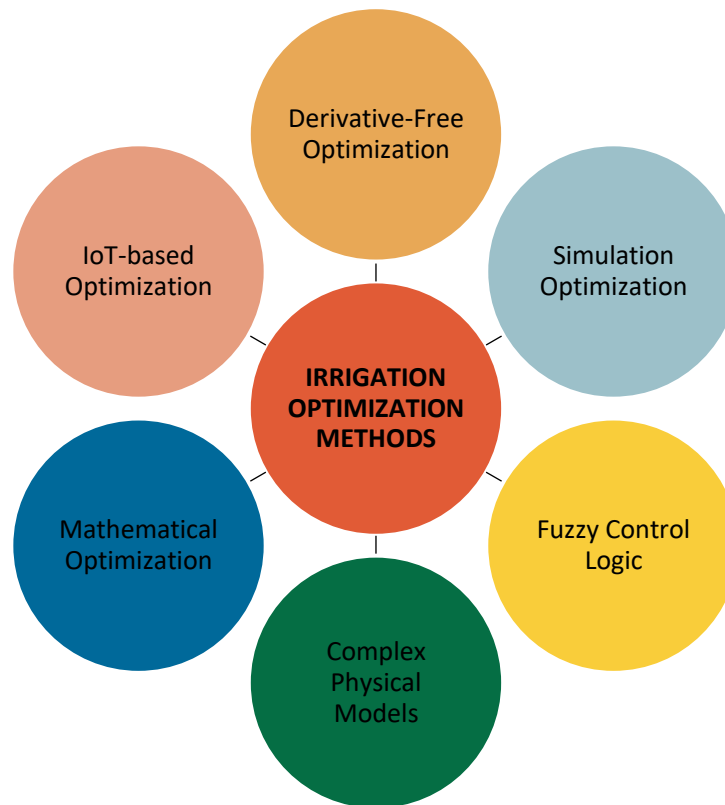 Derivative-Free
Optimization
IoT-based
Optimization
Simulation
Optimization
IRRIGATION
OPTIMIZATION
METHODS
Mathematical
Optimization
Fuzzy Control
Logic
Complex
Physical
Models